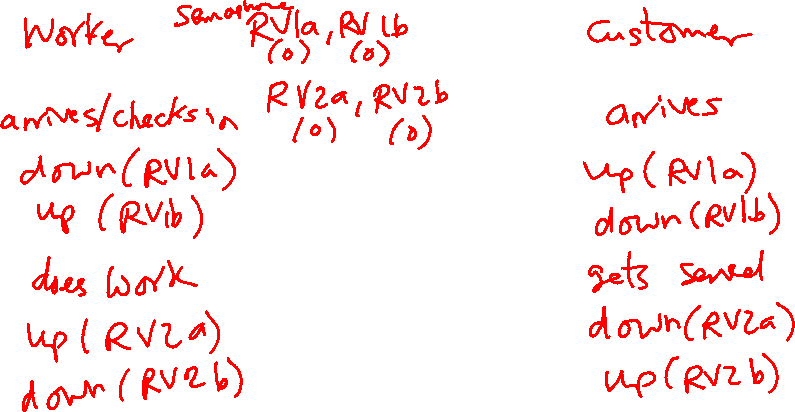 Worker
Semaphore RV1a, RV1b
(0) (0)
Customer
arrives/checks in
RV2a, RV2b
(0) (0)
arrives
down(RV1a)
up(RV1a)
up (RV1b)
down(RV1b)
does work
gets served
up(RV2a)
down(RV2a)
down(RV2b)
up(RV2b)